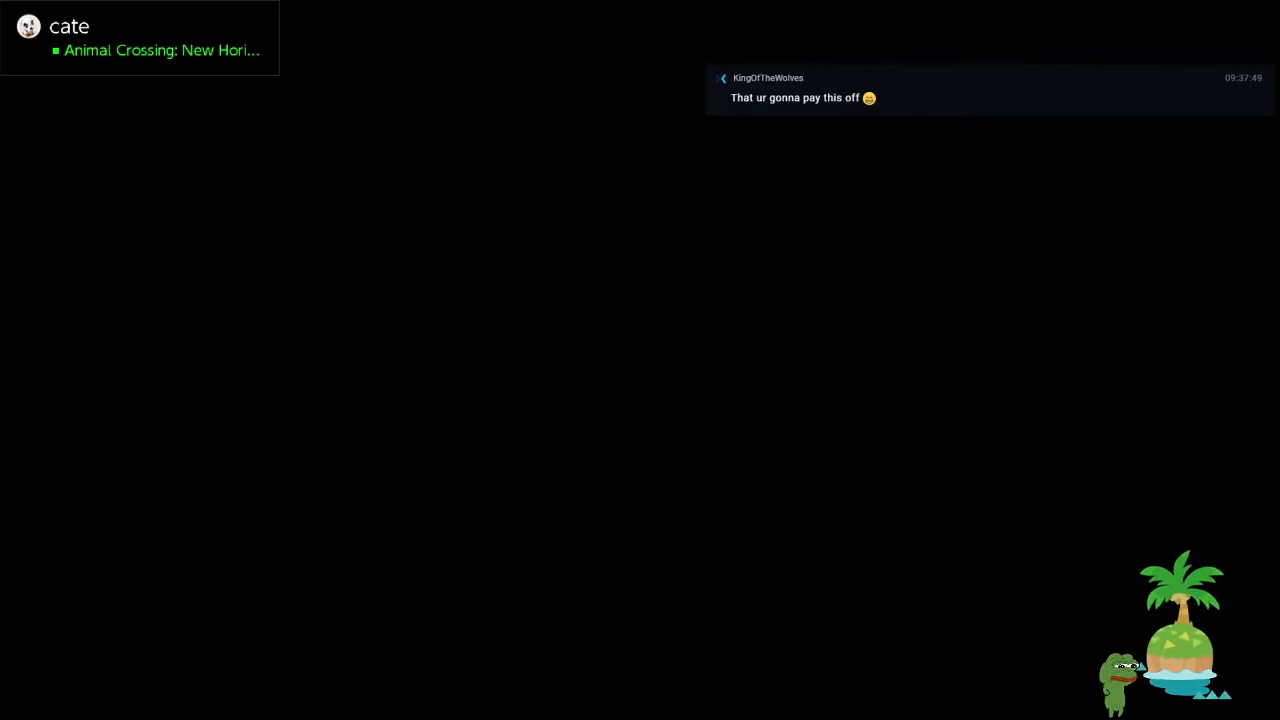 cate
Animal Crossing: New Hori...
KingOfTheWolves
09:37:49
That ur gonna pay this off 😄